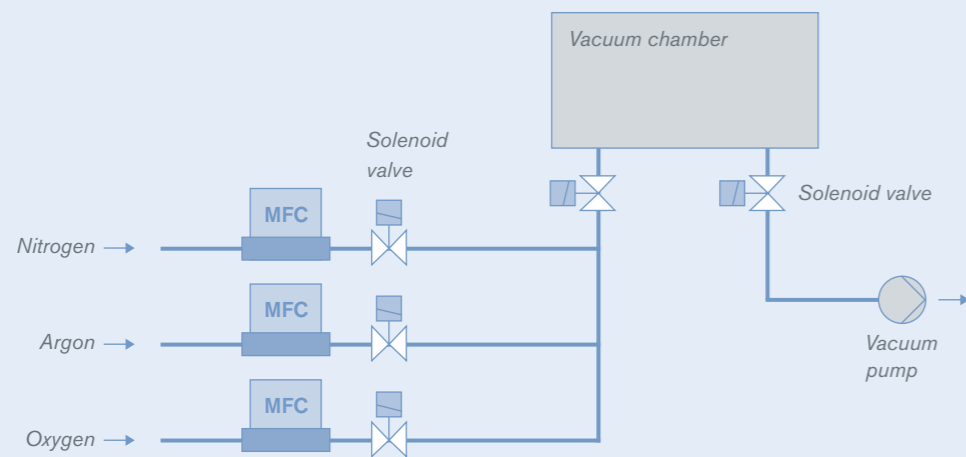 Vacuum chamber
Solenoid
valve
Solenoid valve
MFC
Nitrogen
MFC
Argon
Vacuum
pump
MFC
Oxygen